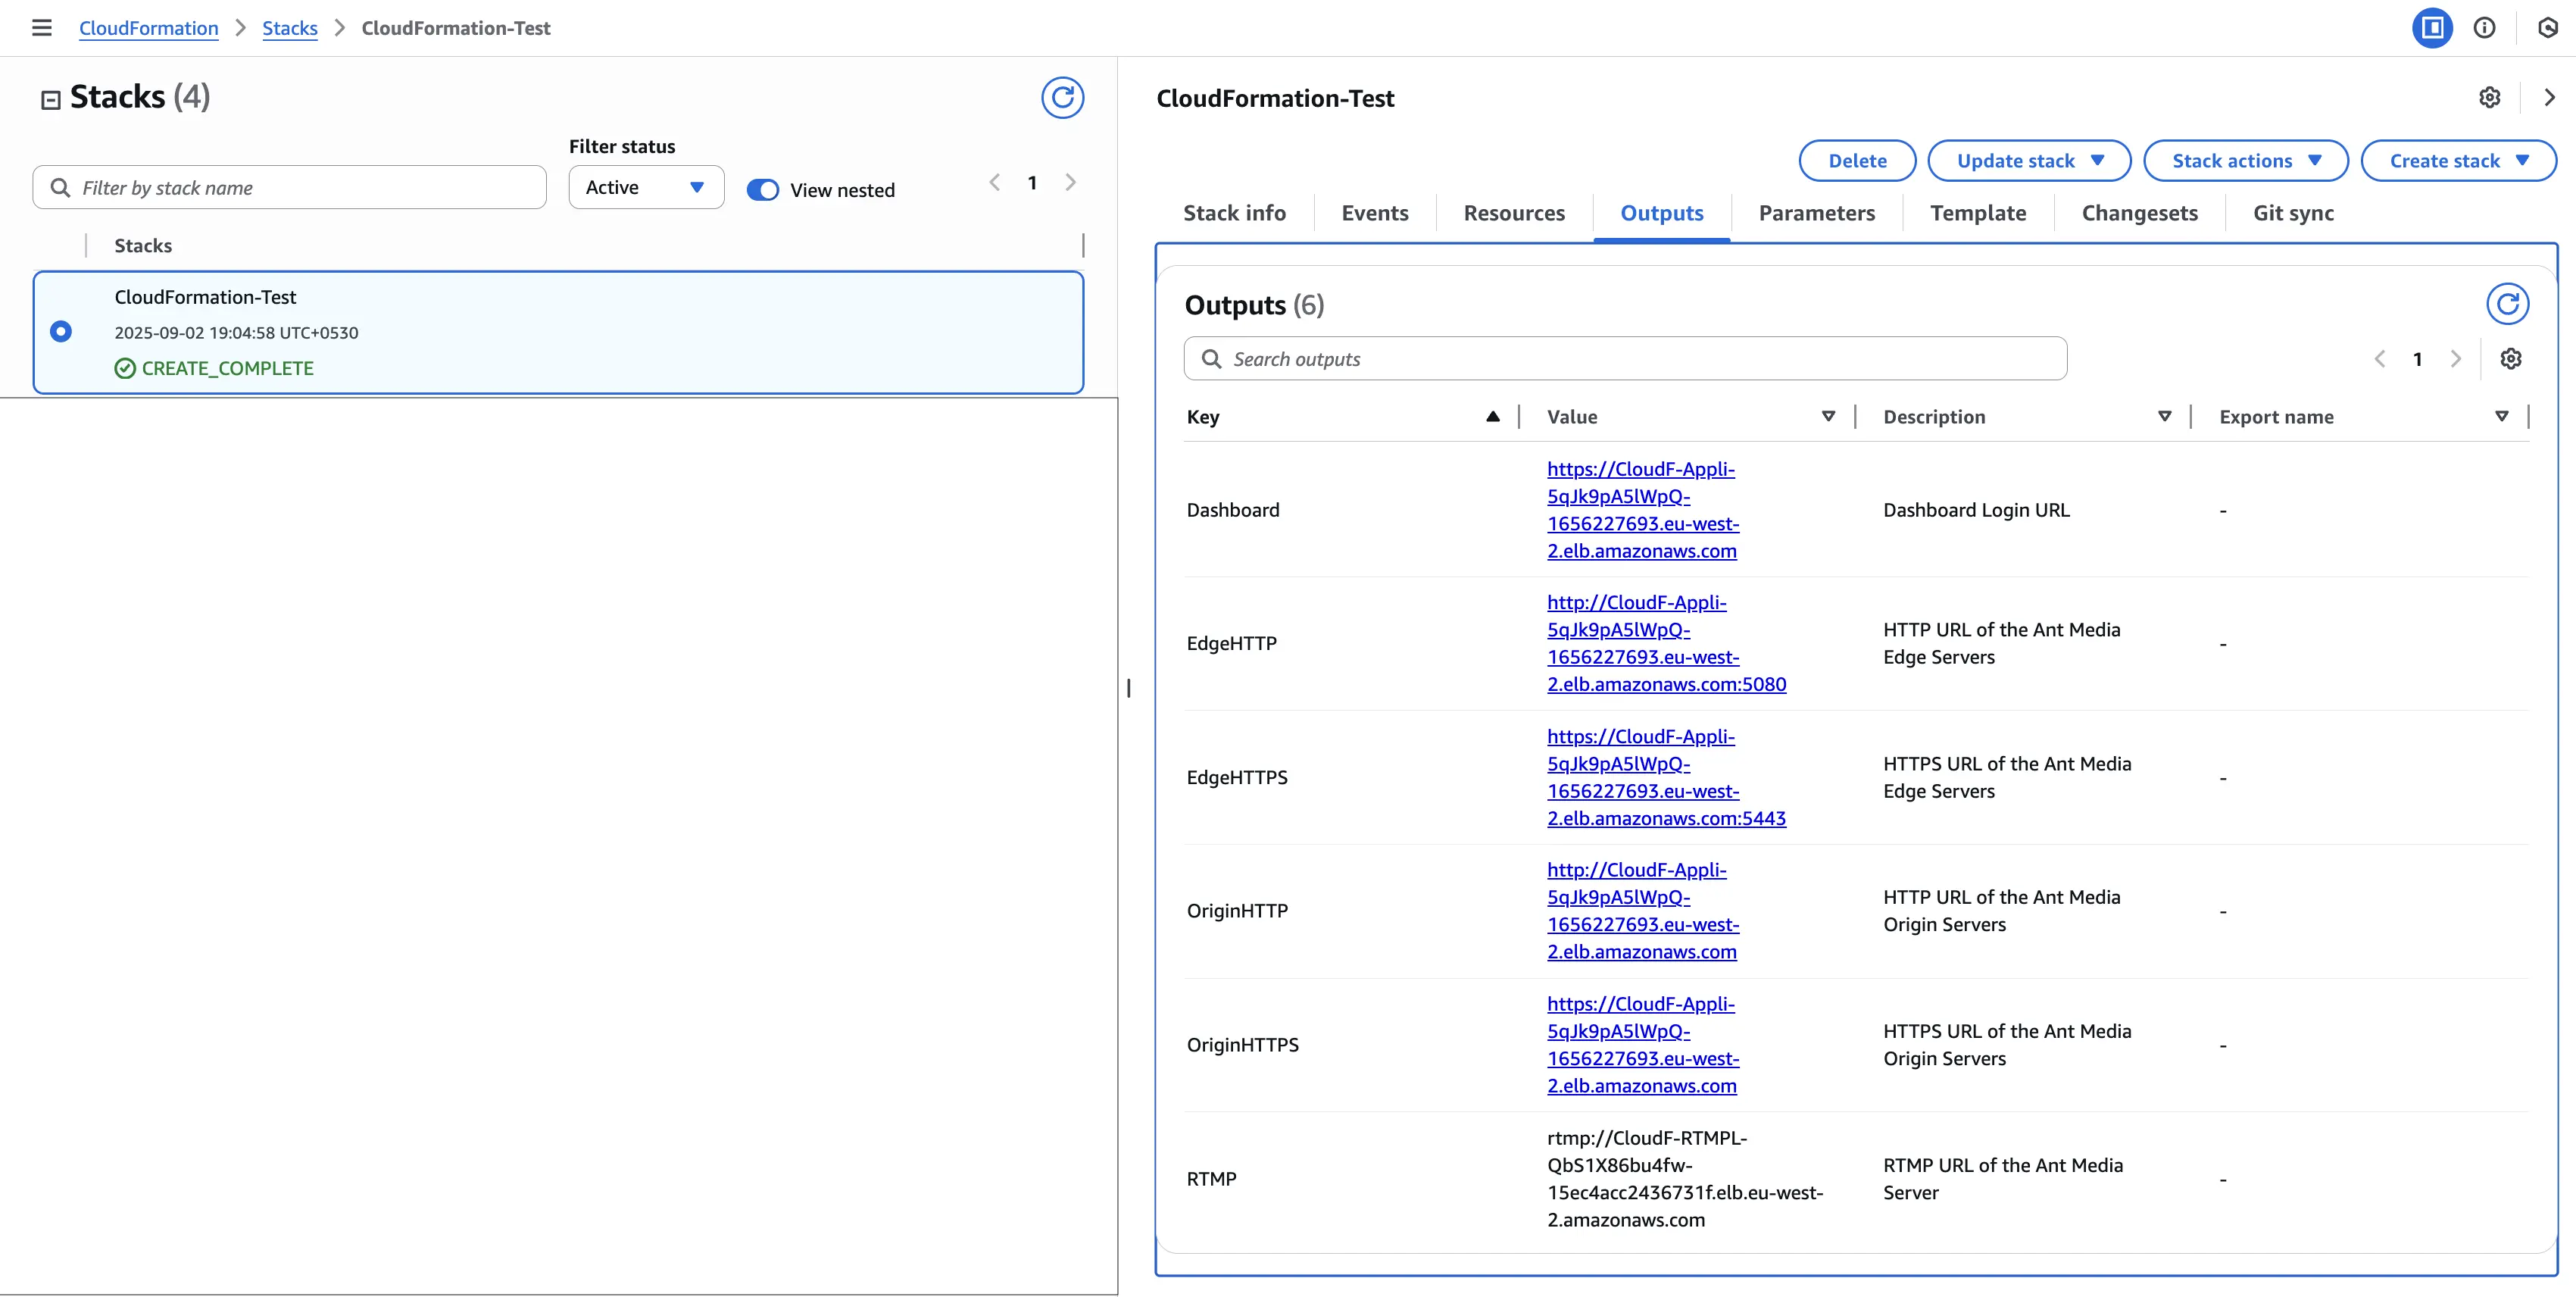 CloudFormation > Stacks > CloudFormation-Test
Stacks (4)
Filter by stack name
Filter status
Active
View nested
1
Stacks
CloudFormation-Test
2025-09-02 19:04:58 UTC+0530
CREATE_COMPLETE
CloudFormation-Test
Delete
Update stack
Stack actions
Create stack
Stack info
Events
Resources
Outputs
Parameters
Template
Changesets
Git sync
Outputs (6)
Search outputs
1
Key
Value
Description
Export name
Dashboard
https://CloudF-Appli-
5qJk9pA5lWpQ-
1656227693.eu-west-
2.elb.amazonaws.com
Dashboard Login URL
-
EdgeHTTP
http://CloudF-Appli-
5qJk9pA5lWpQ-
1656227693.eu-west-
2.elb.amazonaws.com:5080
HTTP URL of the Ant Media
Edge Servers
-
EdgeHTTPS
https://CloudF-Appli-
5qJk9pA5lWpQ-
1656227693.eu-west-
2.elb.amazonaws.com:5443
HTTPS URL of the Ant Media
Edge Servers
-
OriginHTTP
http://CloudF-Appli-
5qJk9pA5lWpQ-
1656227693.eu-west-
2.elb.amazonaws.com
HTTP URL of the Ant Media
Origin Servers
-
OriginHTTPS
https://CloudF-Appli-
5qJk9pA5lWpQ-
1656227693.eu-west-
2.elb.amazonaws.com
HTTPS URL of the Ant Media
Origin Servers
-
RTMP
rtmp://CloudF-RTMPL-
QbS1X86bu4fw-
15ec4acc2436731f.elb.eu-west-
2.amazonaws.com
RTMP URL of the Ant Media
Server
-